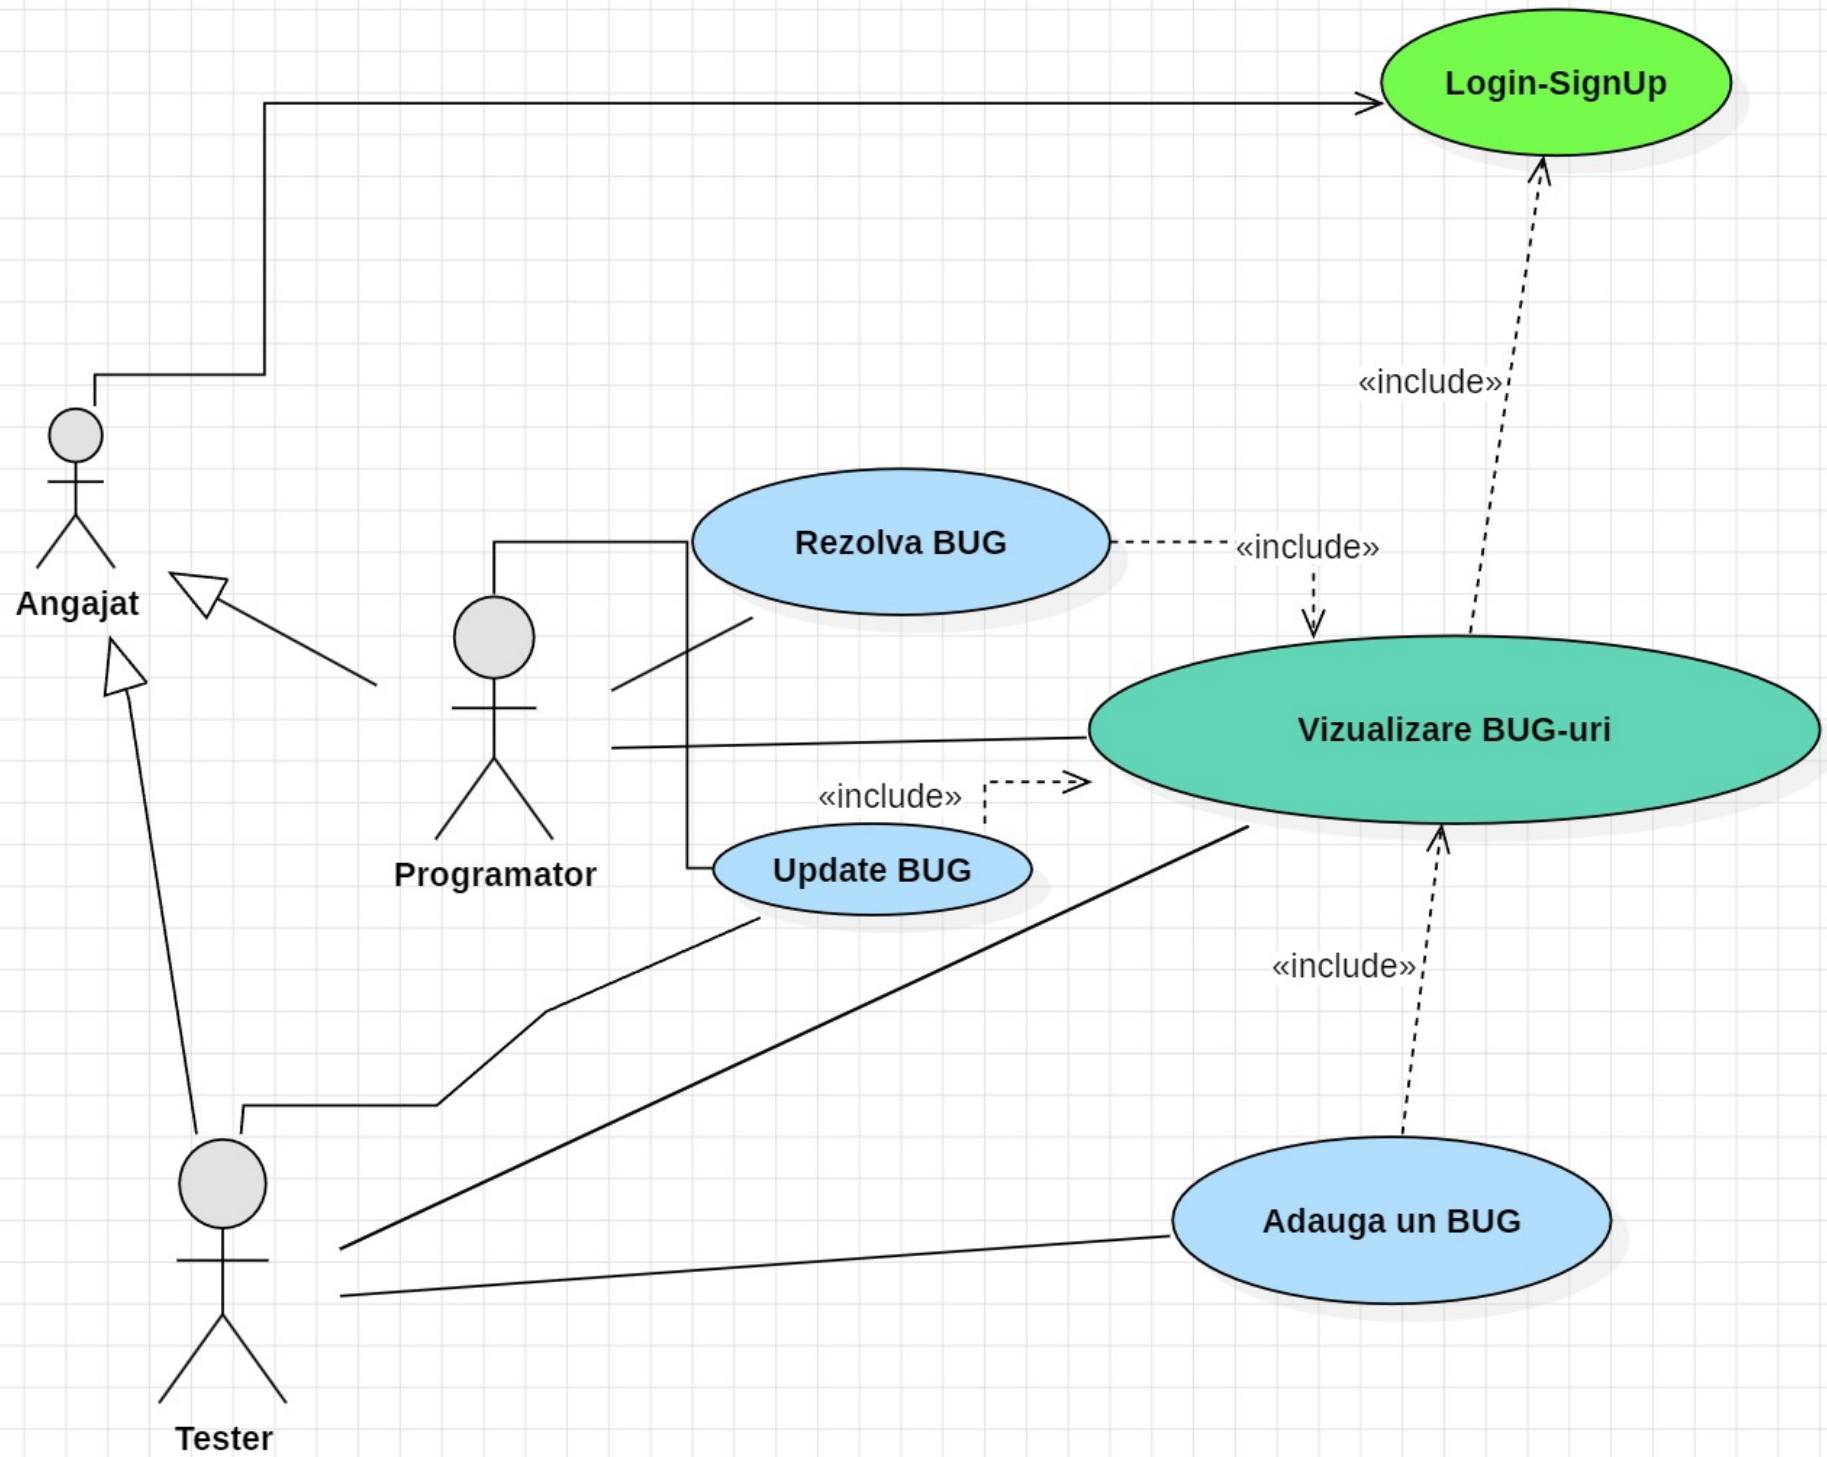 Login-SignUp
«include»
Rezolva BUG
«include»
Angajat
Vizualizare BUG-uri
«include»
Programator
Update BUG
«include»
Adauga un BUG
Tester